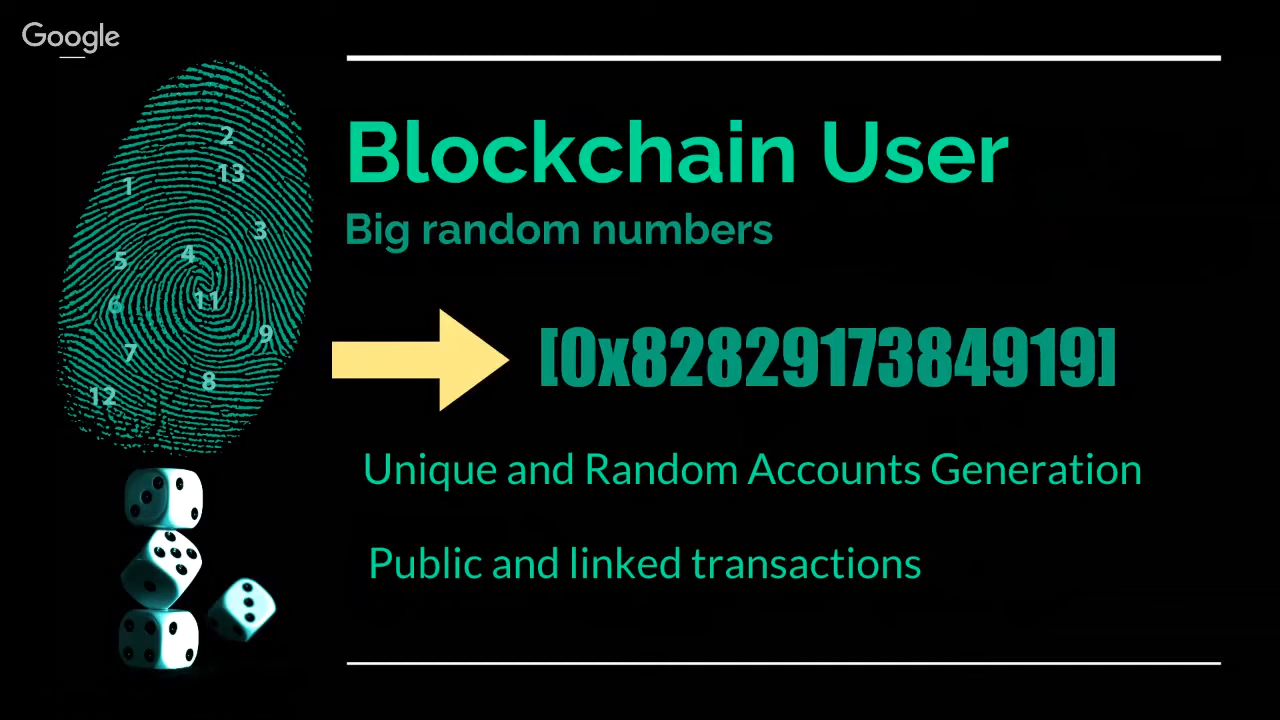 Google
Blockchain User
Big random numbers
2
13
1
3
4
5
11
6
9
7
8
12
[0x82829917384919]
Unique and Random Accounts Generation
Public and linked transactions